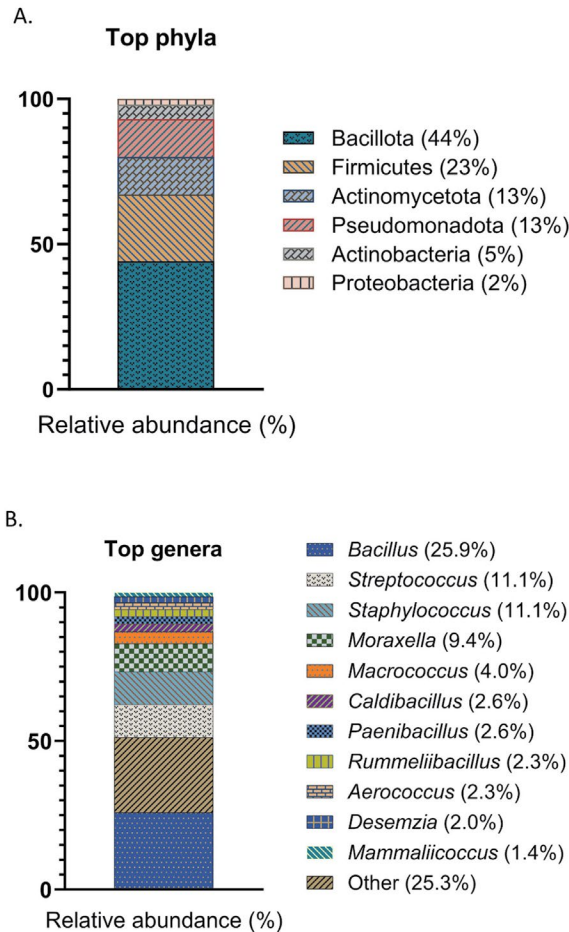 A.
Top phyla
100
50
0
Relative abundance (%)
Bacillota (44%)
Firmicutes (23%)
Actinomycetota (13%)
Pseudomonadota (13%)
Actinobacteria (5%)
Proteobacteria (2%)
B.
Top genera
100
50
0
Relative abundance (%)
Bacillus (25.9%)
Streptococcus (11.1%)
Staphylococcus (11.1%)
Moraxella (9.4%)
Macrococcus (4.0%)
Caldibacillus (2.6%)
Paenibacillus (2.6%)
Rummeliibacillus (2.3%)
Aerococcus (2.3%)
Desemzia (2.0%)
Mammaliicoccus (1.4%)
Other (25.3%)